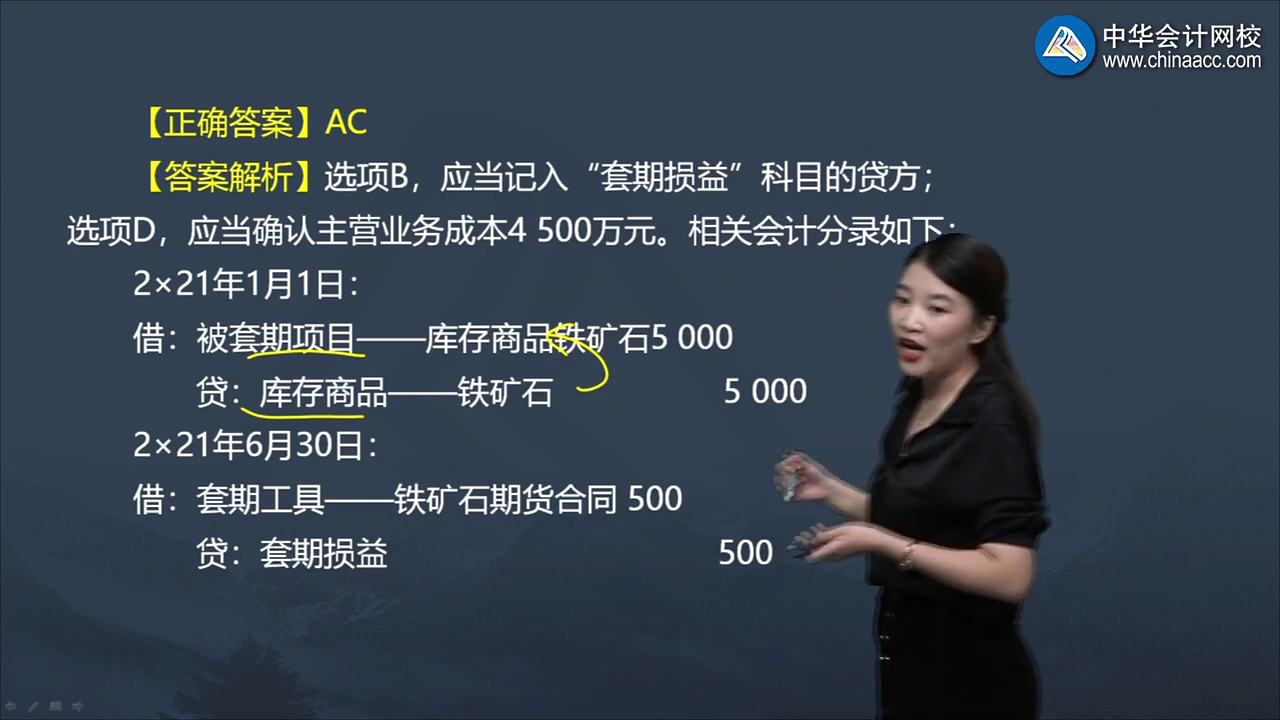 中华会计网校
www.chinaacc.com
【正确答案】AC
【答案解析】选项B，应当记入“套期损益”科目的贷方；
选项D，应当确认主营业务成本4 500万元。相关会计分录如下：
2×21年1月1日：
借：被套期项目——库存商品铁矿石5 000
贷：库存商品——铁矿石 5 000
2×21年6月30日：
借：套期工具——铁矿石期货合同 500
贷：套期损益 500